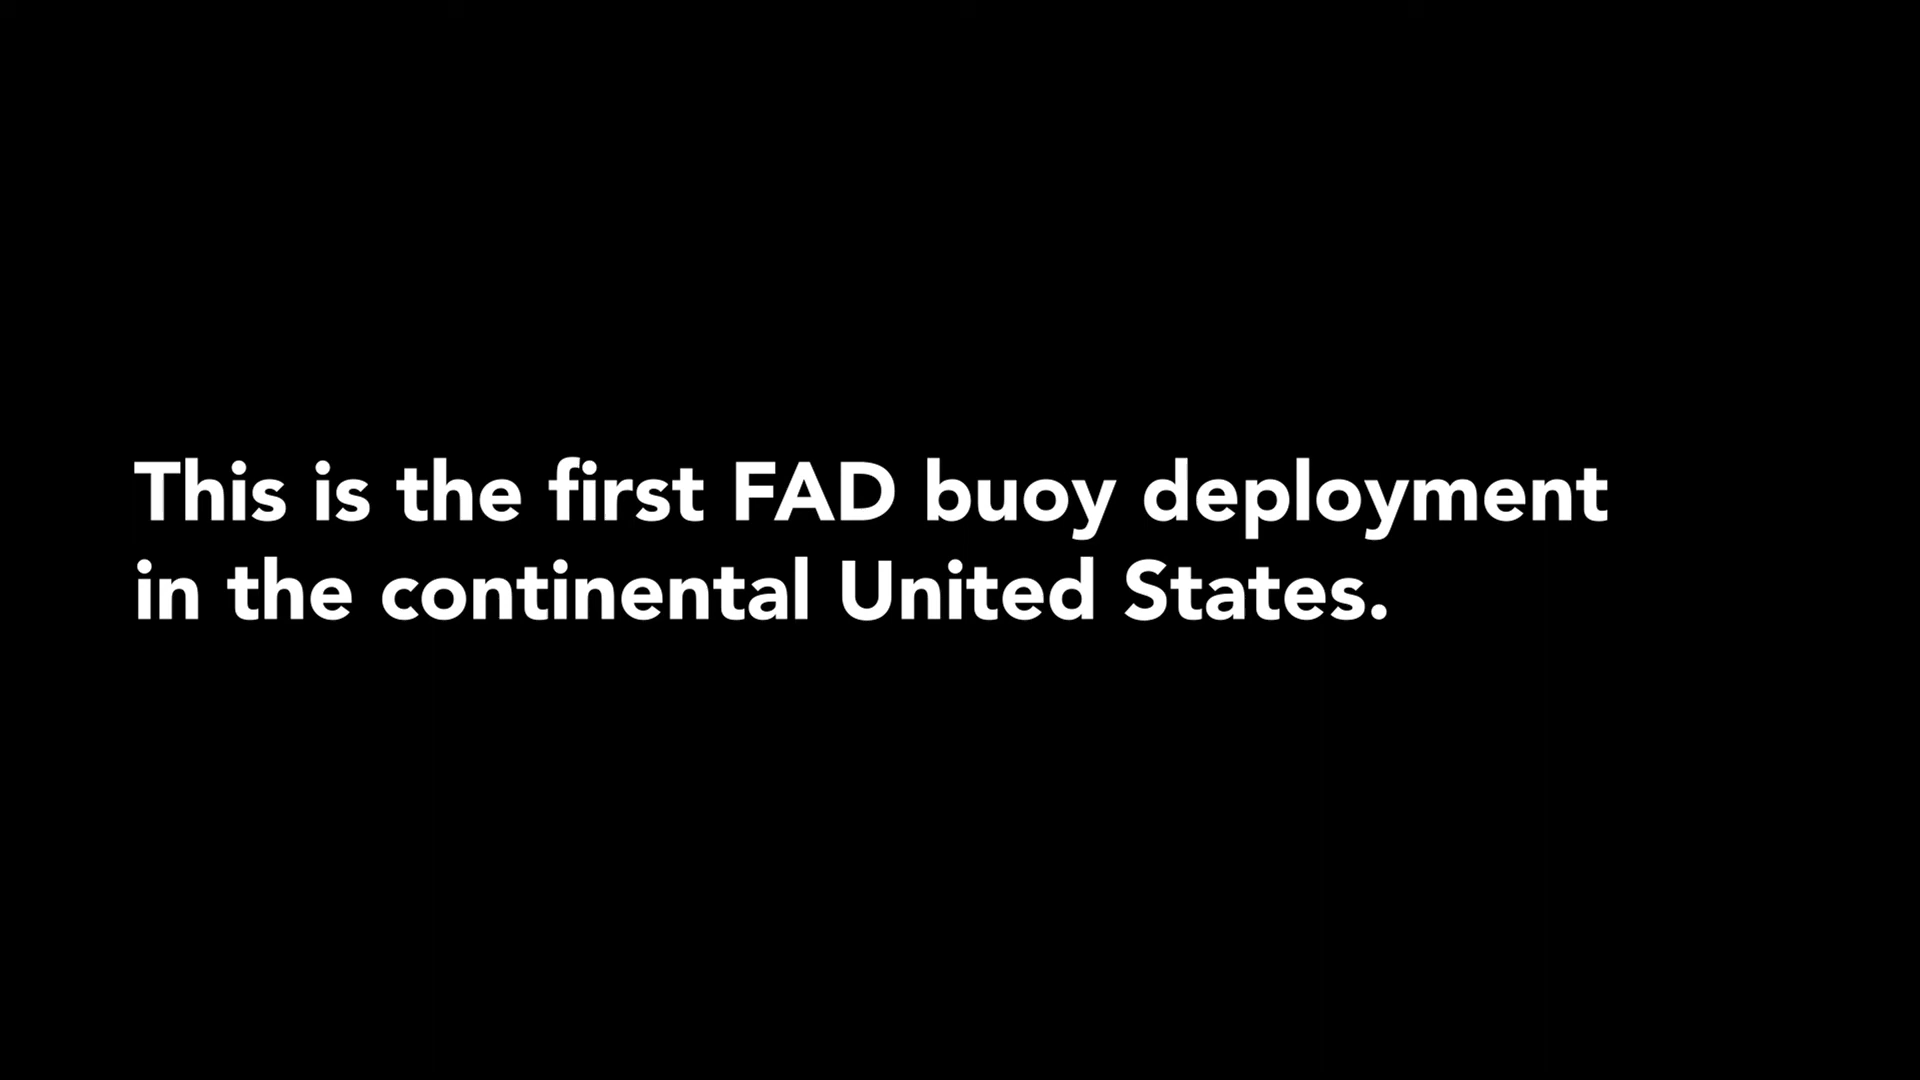 This is the first FAD buoy deployment
in the continental United States.